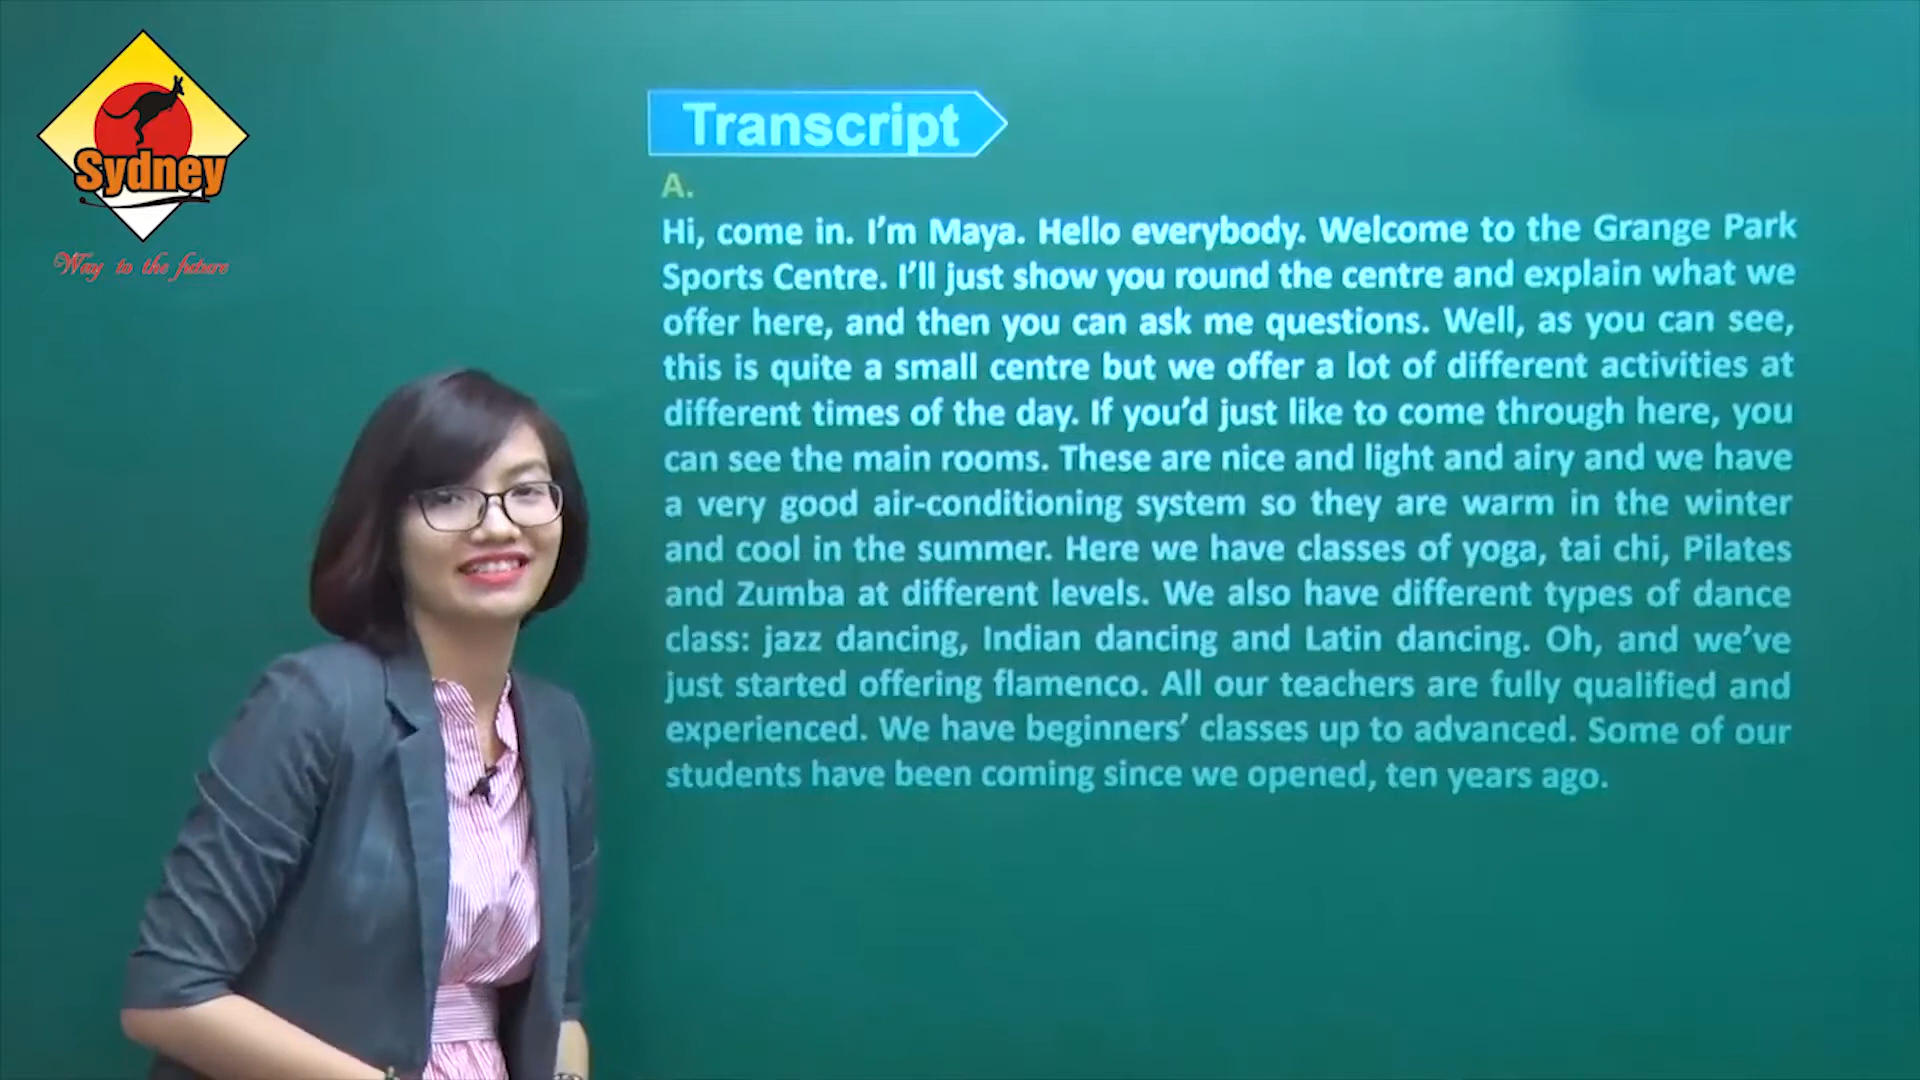 Sydney
Way to the future
Transcript
A.
Hi, come in. I'm Maya. Hello everybody. Welcome to the Grange Park
Sports Centre. I'll just show you round the centre and explain what we
offer here, and then you can ask me questions. Well, as you can see,
this is quite a small centre but we offer a lot of different activities at
different times of the day. If you'd just like to come through here, you
can see the main rooms. These are nice and light and airy and we have
a very good air-conditioning system so they are warm in the winter
and cool in the summer. Here we have classes of yoga, tai chi, Pilates
and Zumba at different levels. We also have different types of dance
class: jazz dancing, Indian dancing and Latin dancing. Oh, and we've
just started offering flamenco. All our teachers are fully qualified and
experienced. We have beginners' classes up to advanced. Some of our
students have been coming since we opened, ten years ago.